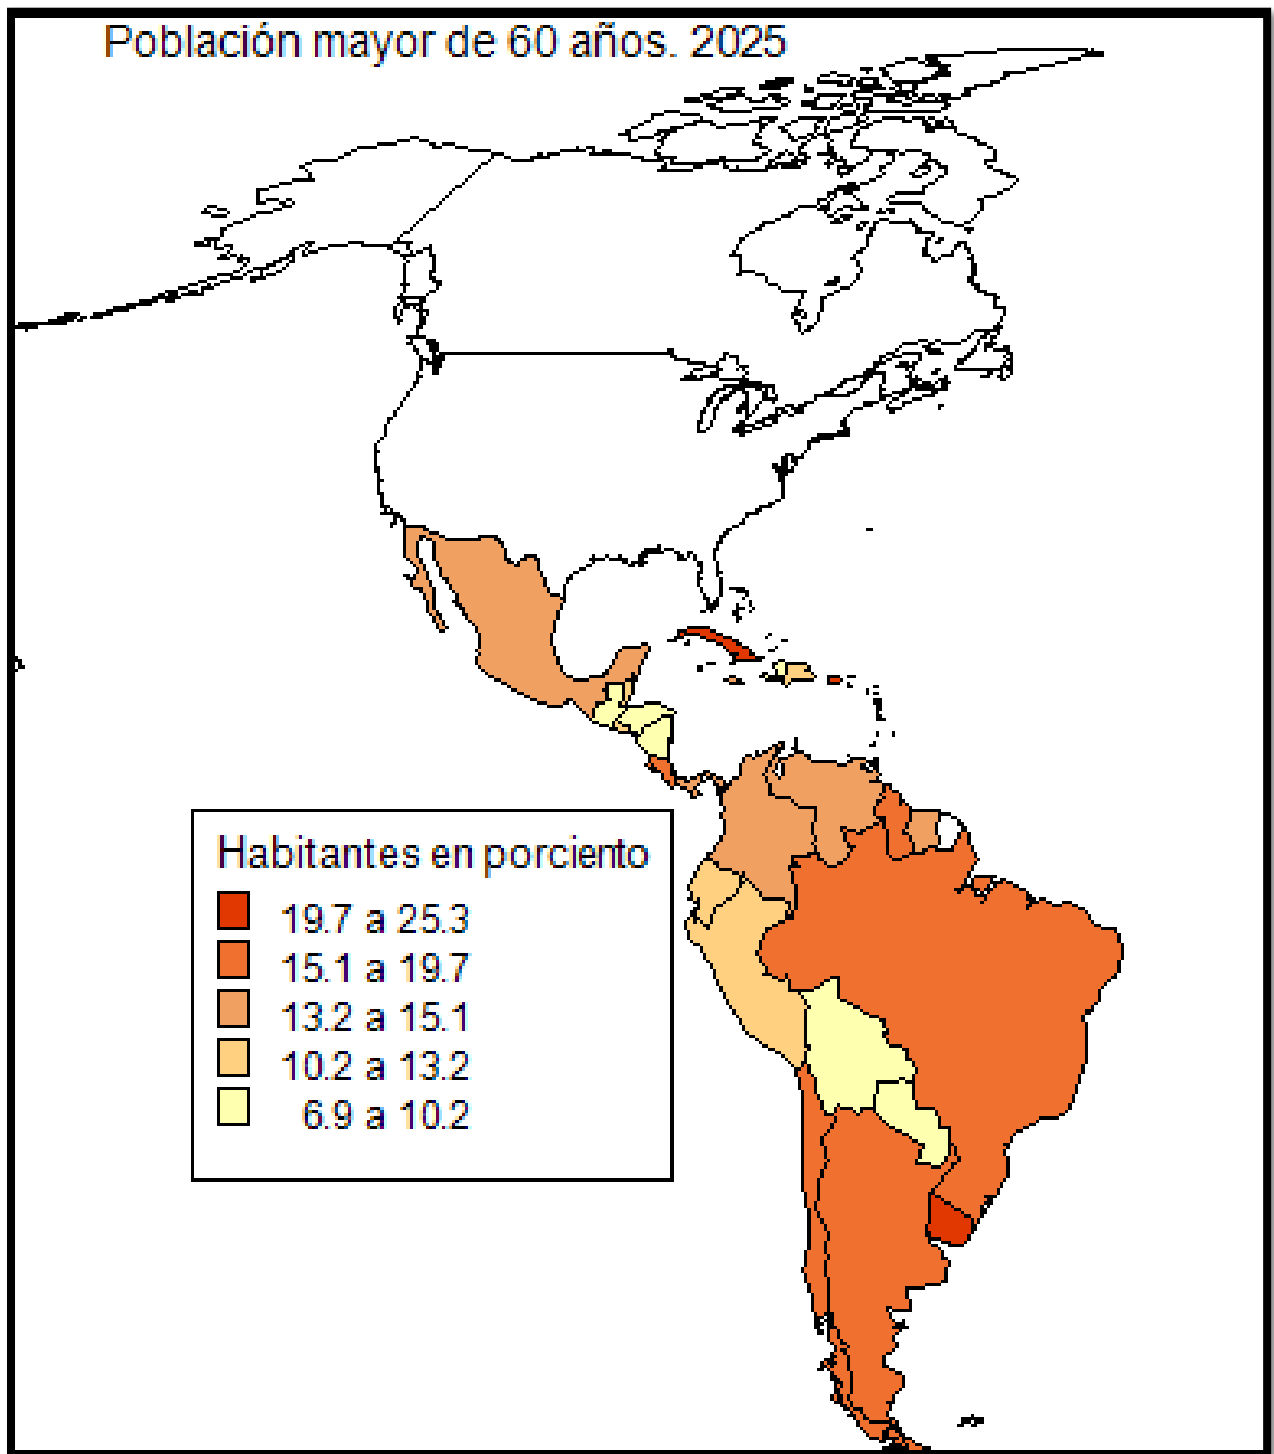 Población mayor de 60 años. 2025
Habitantes en porciento
19.7 a 25.3
15.1 a 19.7
13.2 a 15.1
10.2 a 13.2
6.9 a 10.2